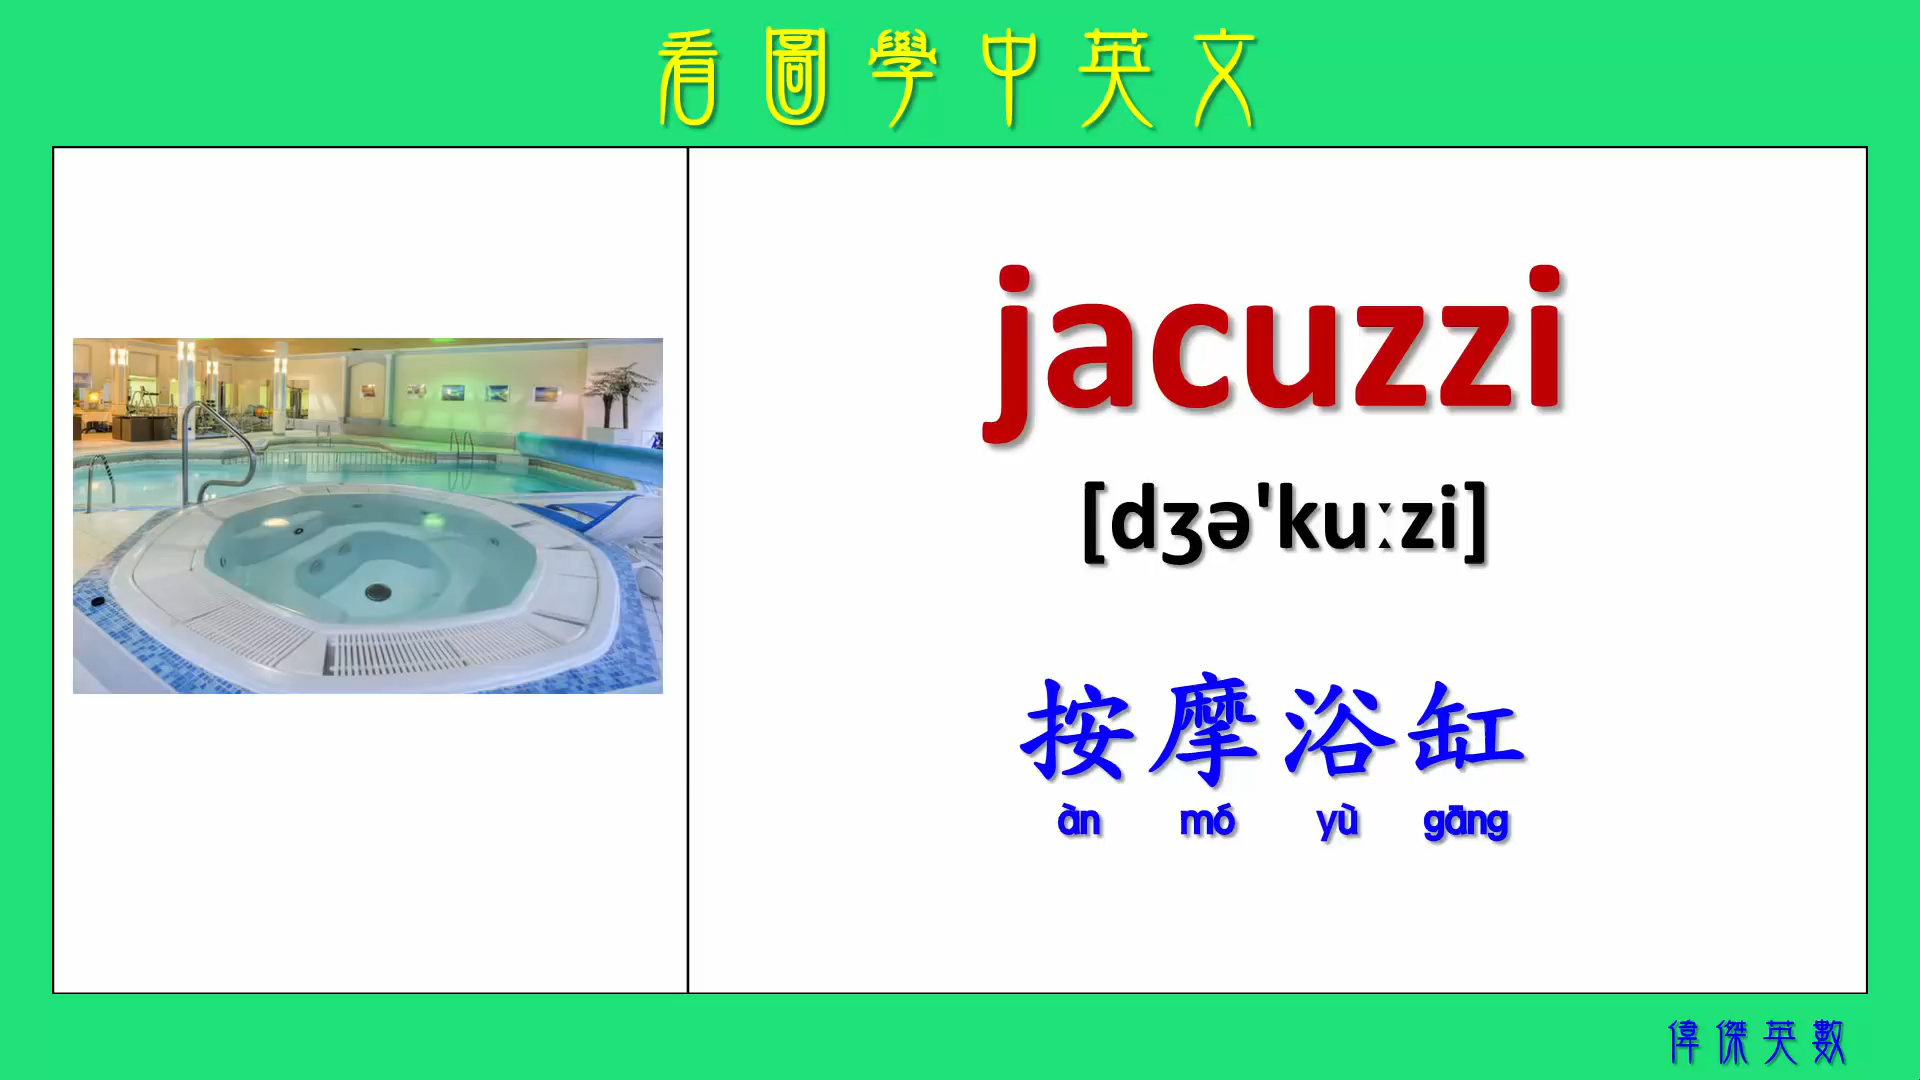 看圖學中英文
jacuzzi
[dʒə'kuːzi]
按摩浴缸
àn mó yù gāng
偉傑英數